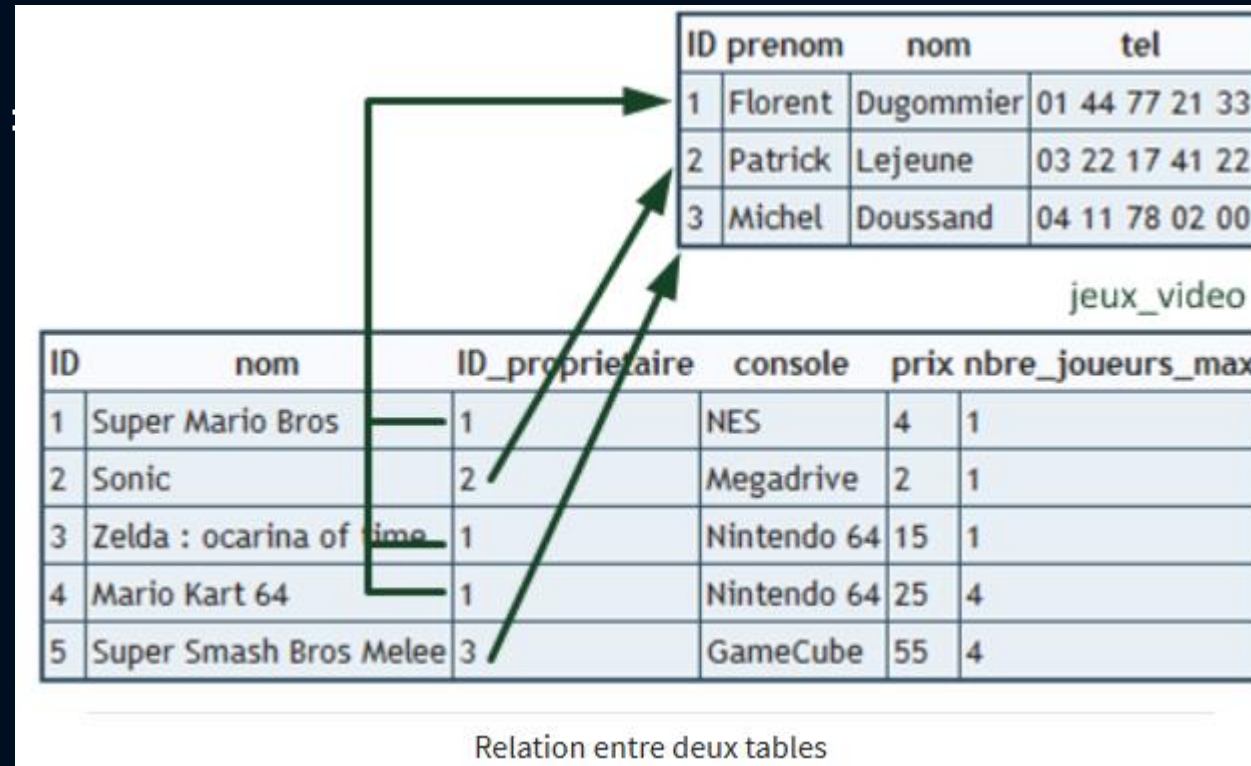 ID prenom nom tel
1 Florent Dugommier 01 44 77 21 33
2 Patrick Lejeune 03 22 17 41 22
3 Michel Doussand 04 11 78 02 00
jeux_video
ID nom ID_proprietaire console prix nbre_joueurs_max
1 Super Mario Bros 1 NES 4 1
2 Sonic 2 Megadrive 2 1
3 Zelda : ocarina of time 1 Nintendo 64 15 1
4 Mario Kart 64 1 Nintendo 64 25 4
5 Super Smash Bros Melee 3 GameCube 55 4
Relation entre deux tables